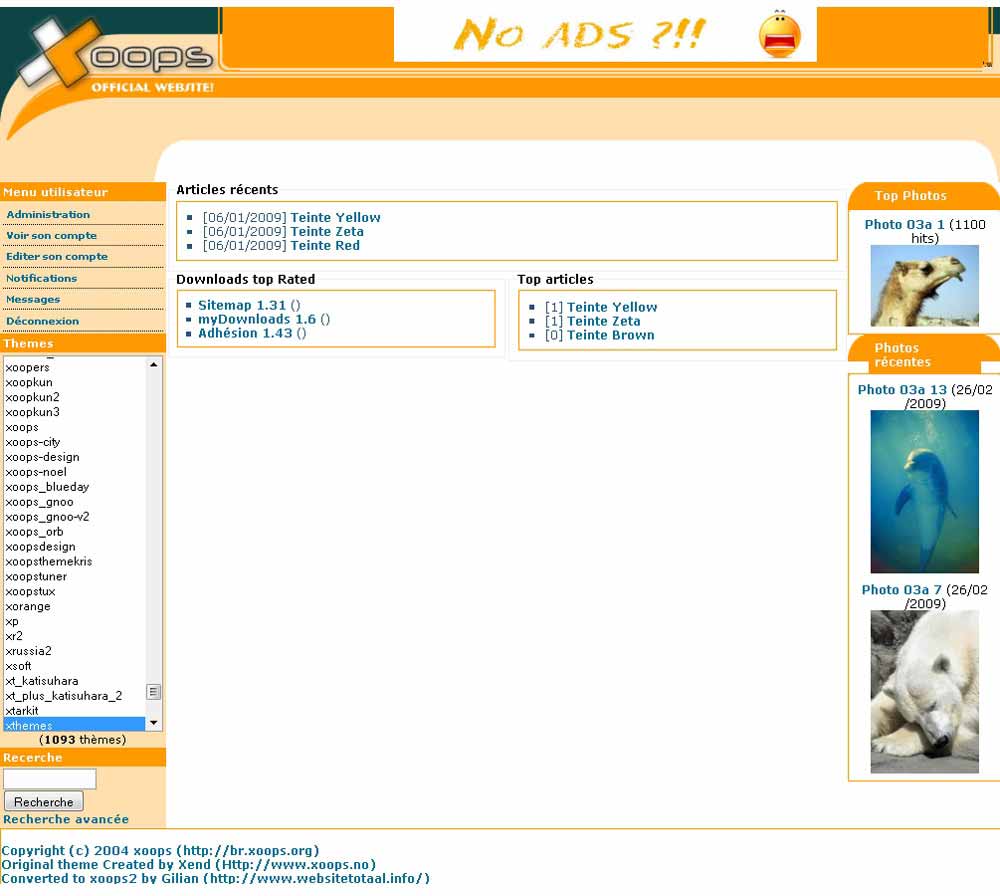 xoops
OFFICIAL WEBSITE!
NO ADS ?!!
Menu utilisateur
Administration
Voir son compte
Editer son compte
Notifications
Messages
Déconnexion
Themes
xoopers
xoopkun
xoopkun2
xoopkun3
xoops
xoops-city
xoops-design
xoops-noel
xoops_blueday
xoops_gnoo
xoops_gnoo-v2
xoops_orb
xoopsdesign
xoopsthemekris
xoopstuner
xoopstux
xorange
xp
xr2
xrussia2
xsoft
xt_katisuhara
xt_plus_katisuhara_2
xtarkit
xthemes
(1093 thèmes)
Recerche
Recherche
Recherche avancée
Articles récents
[06/01/2009] Teinte Yellow
[06/01/2009] Teinte Zeta
[06/01/2009] Teinte Red
Downloads top Rated
Sitemap 1.31 ()
myDownloads 1.6 ()
Adhésion 1.43 ()
Top articles
[1] Teinte Yellow
[1] Teinte Zeta
[0] Teinte Brown
Top Photos
Photo 03a 1 (1100
hits)
Photos
récentes
Photo 03a 13 (26/02
/2009)
Photo 03a 7 (26/02
/2009)
Copyright (c) 2004 xoops (http://br.xoops.org)
Original theme Created by Xend (Http://www.xoops.no)
Converted to xoops2 by Gilian (http://www.websitetotaal.info/)